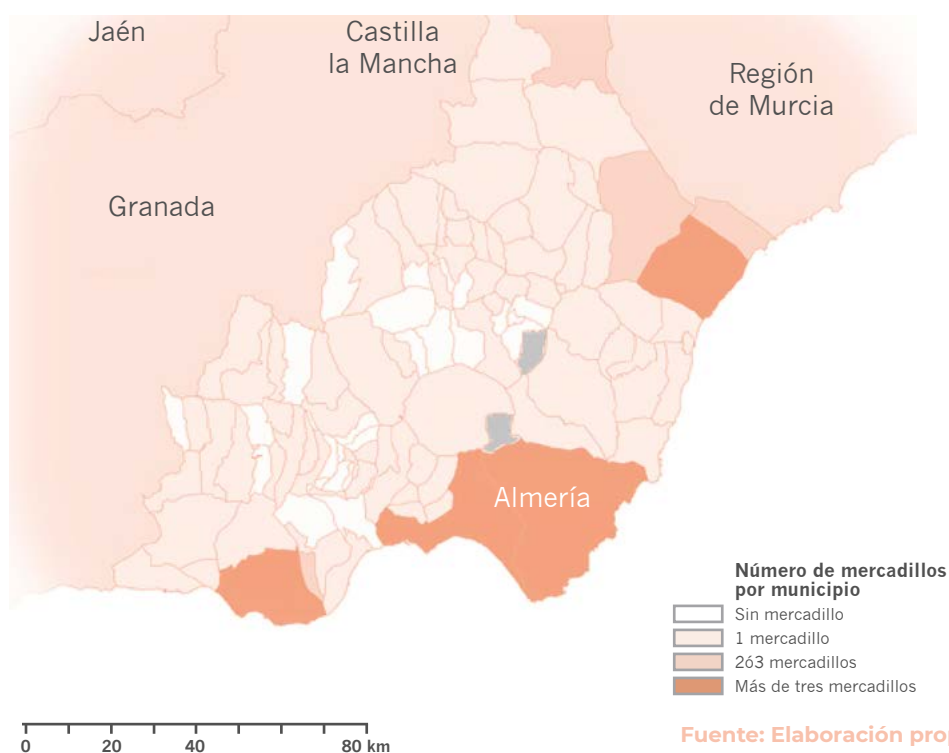 Jaén
Castilla
la Mancha
Región
de Murcia
Granada
Almería
Número de mercadillos
por municipio
Sin mercadillo
1 mercadillo
2ó3 mercadillos
Más de tres mercadillos
0 20 40 80 km
Fuente: Elaboración pro